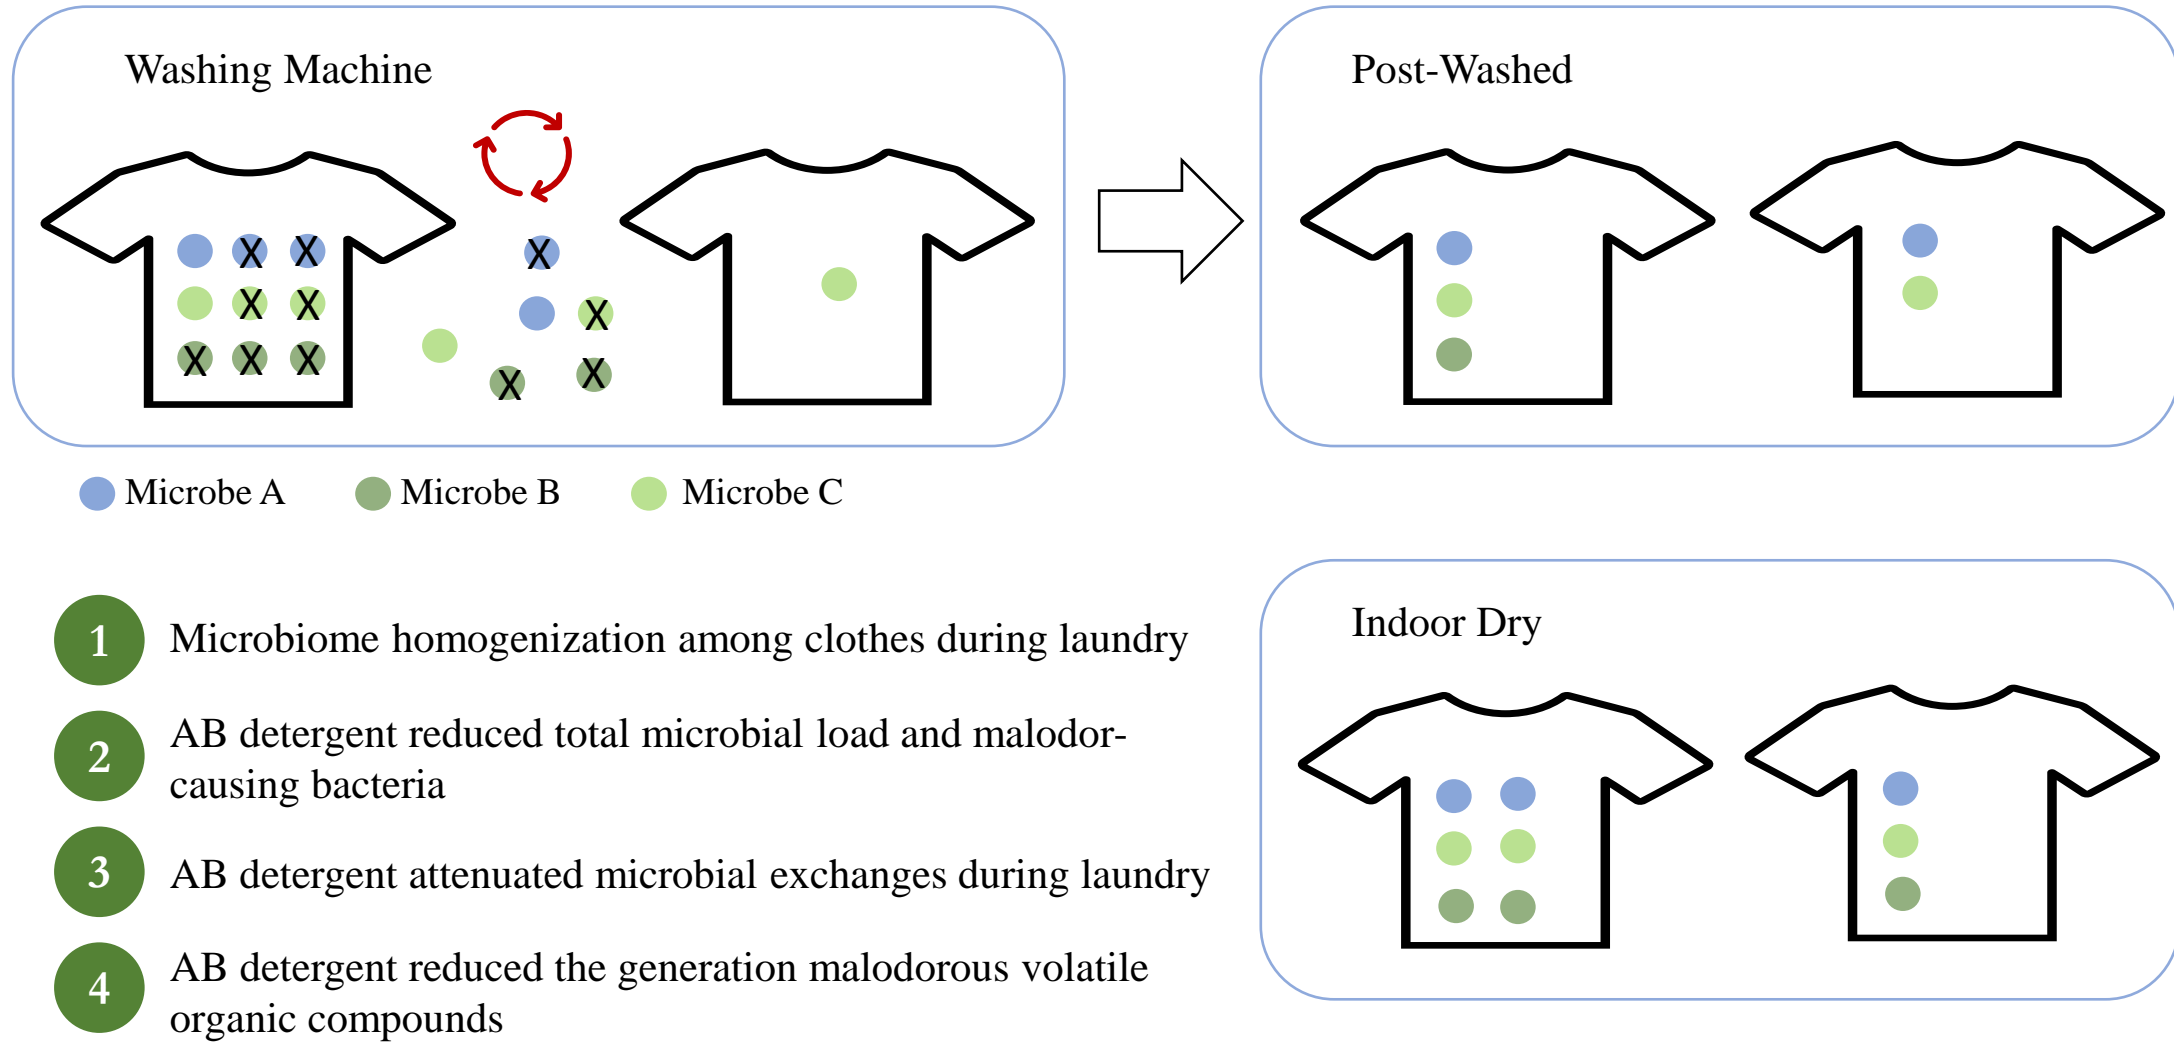 Washing Machine
Post-Washed
X X X
X X X X
X X X X X
Microbe A
Microbe B
Microbe C
1 Microbiome homogenization among clothes during laundry
2 AB detergent reduced total microbial load and malodor-
causing bacteria
3 AB detergent attenuated microbial exchanges during laundry
4 AB detergent reduced the generation malodorous volatile
organic compounds
Indoor Dry